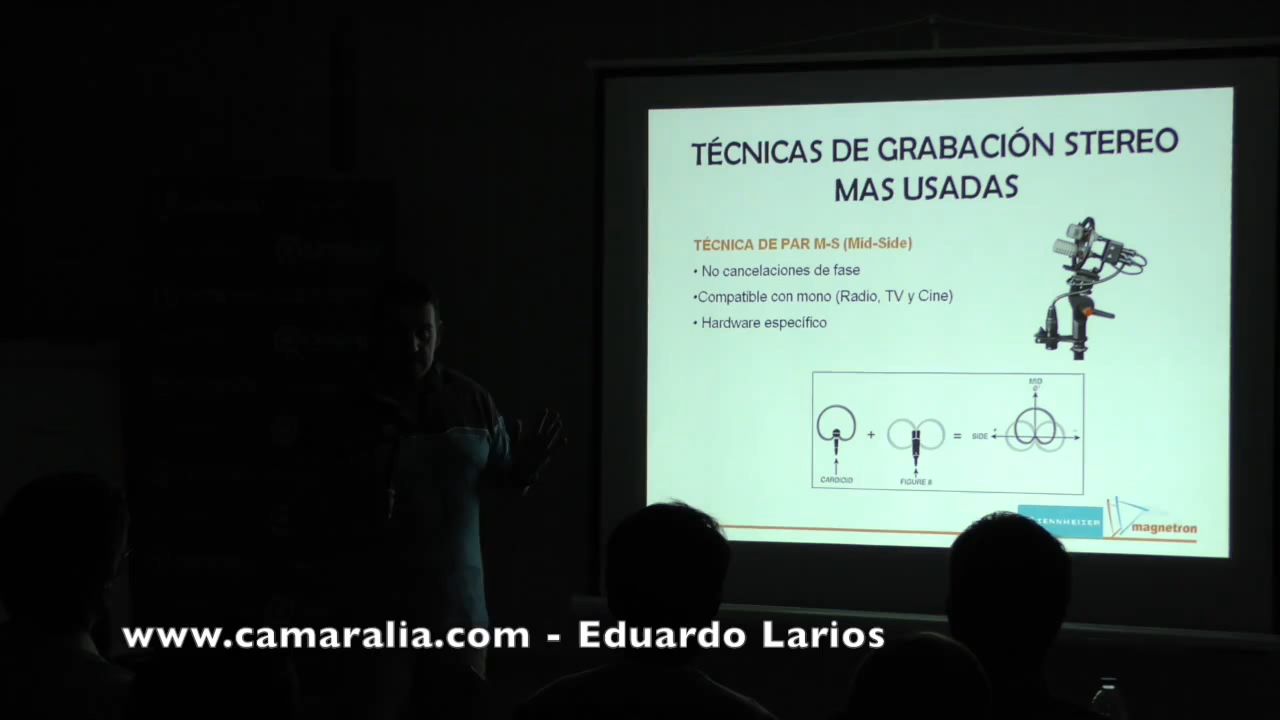 TÉCNICAS DE GRABACIÓN STEREO
MAS USADAS
TÉCNICA DE PAR M-S (Mid-Side)
• No cancelaciones de fase
•Compatible con mono (Radio, TV y Cine)
• Hardware específico
MID
0°
+ = SIDE + -
CARDIOID
FIGURE 8
SENNHEISER
magnetron
www.camaralia.com - Eduardo Larios